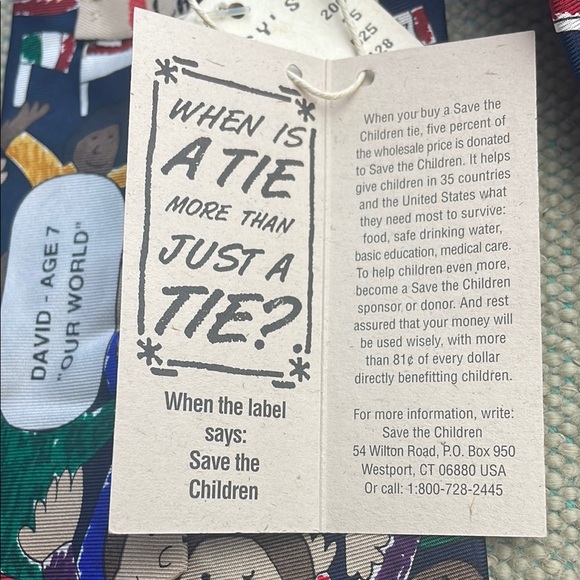 WHEN IS
A TIE
MORE THAN
JUST A
TIE?
When the label
says:
Save the
Children
When you buy a Save the
Children tie, five percent of
the wholesale price is donated
to Save the Children. It helps
give children in 35 countries
and the United States what
they need most to survive:
food, safe drinking water,
basic education, medical care.
To help children even more,
become a Save the Children
sponsor or donor. And rest
assured that your money will
be used wisely, with more
than 81¢ of every dollar
directly benefitting children.
For more information, write:
Save the Children
54 Wilton Road, P.O. Box 950
Westport, CT 06880 USA
Or call: 1-800-728-2445
DAVID - AGE 7
"OUR WORLD"